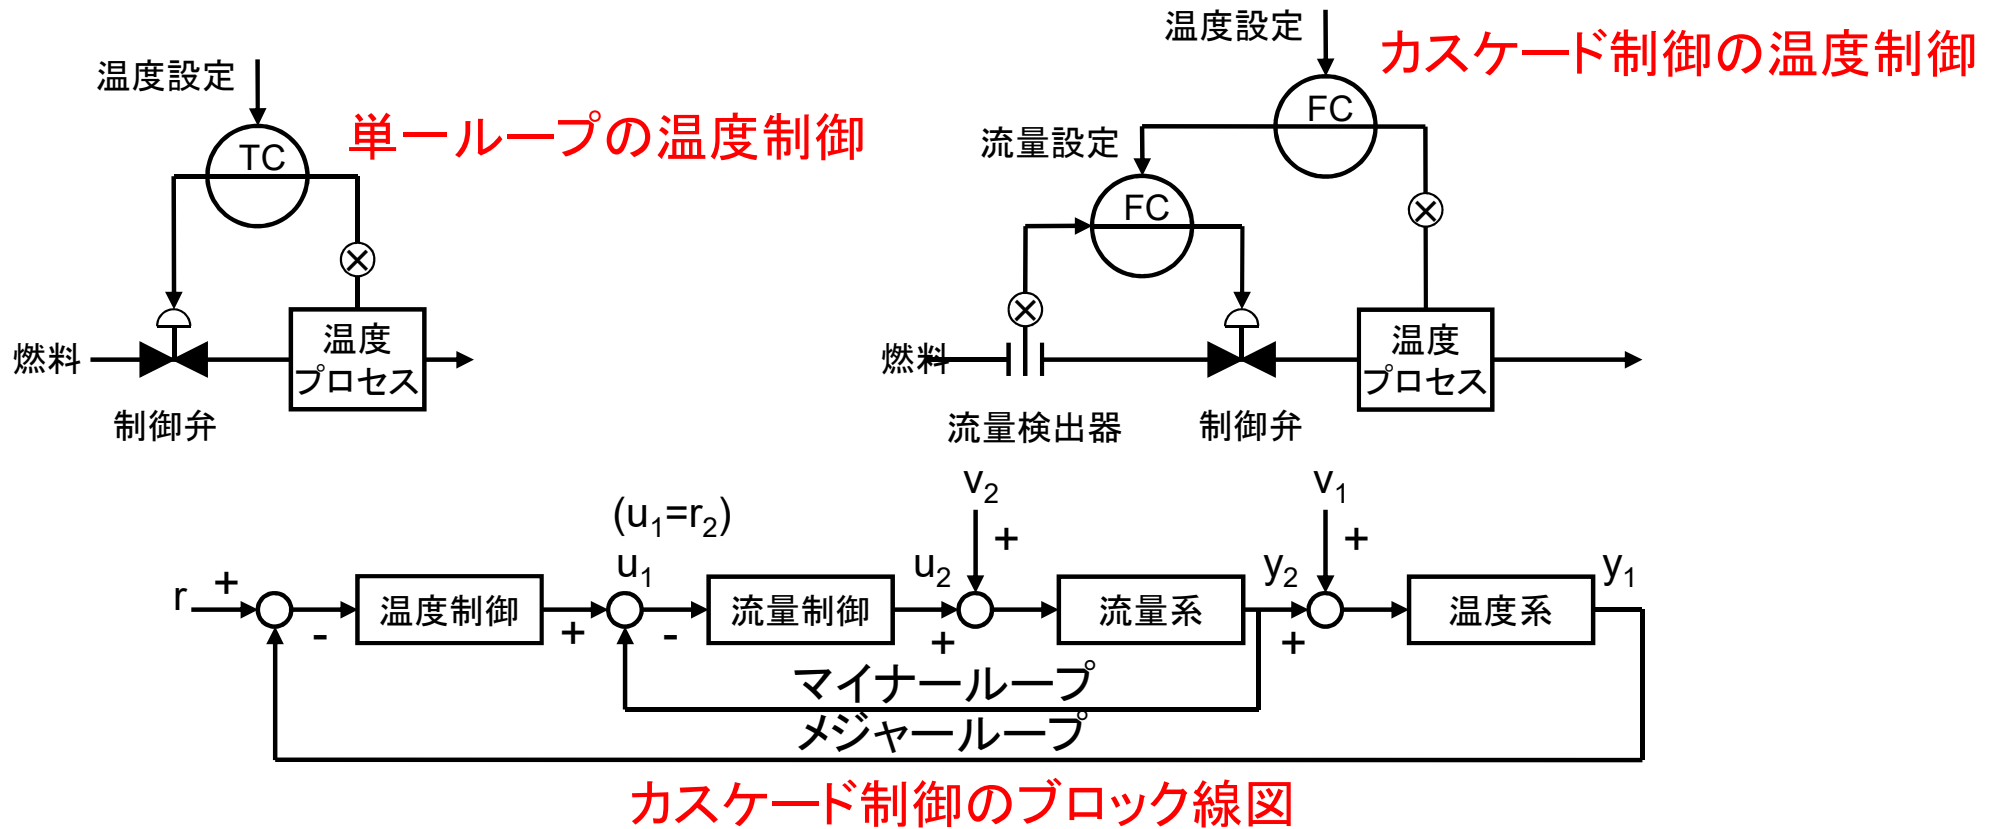 温度設定
単一ループの温度制御
TC
燃料
温度
プロセス
制御弁
温度設定
カスケード制御の温度制御
FC
流量設定
FC
燃料
温度
プロセス
流量検出器
制御弁
(u1=r2)
v2
v1
r
+
-
温度制御
+
u1
-
流量制御
u2
+
+
流量系
y2
+
+
温度系
y1
マイナーループ
メジャーループ
カスケード制御のブロック線図